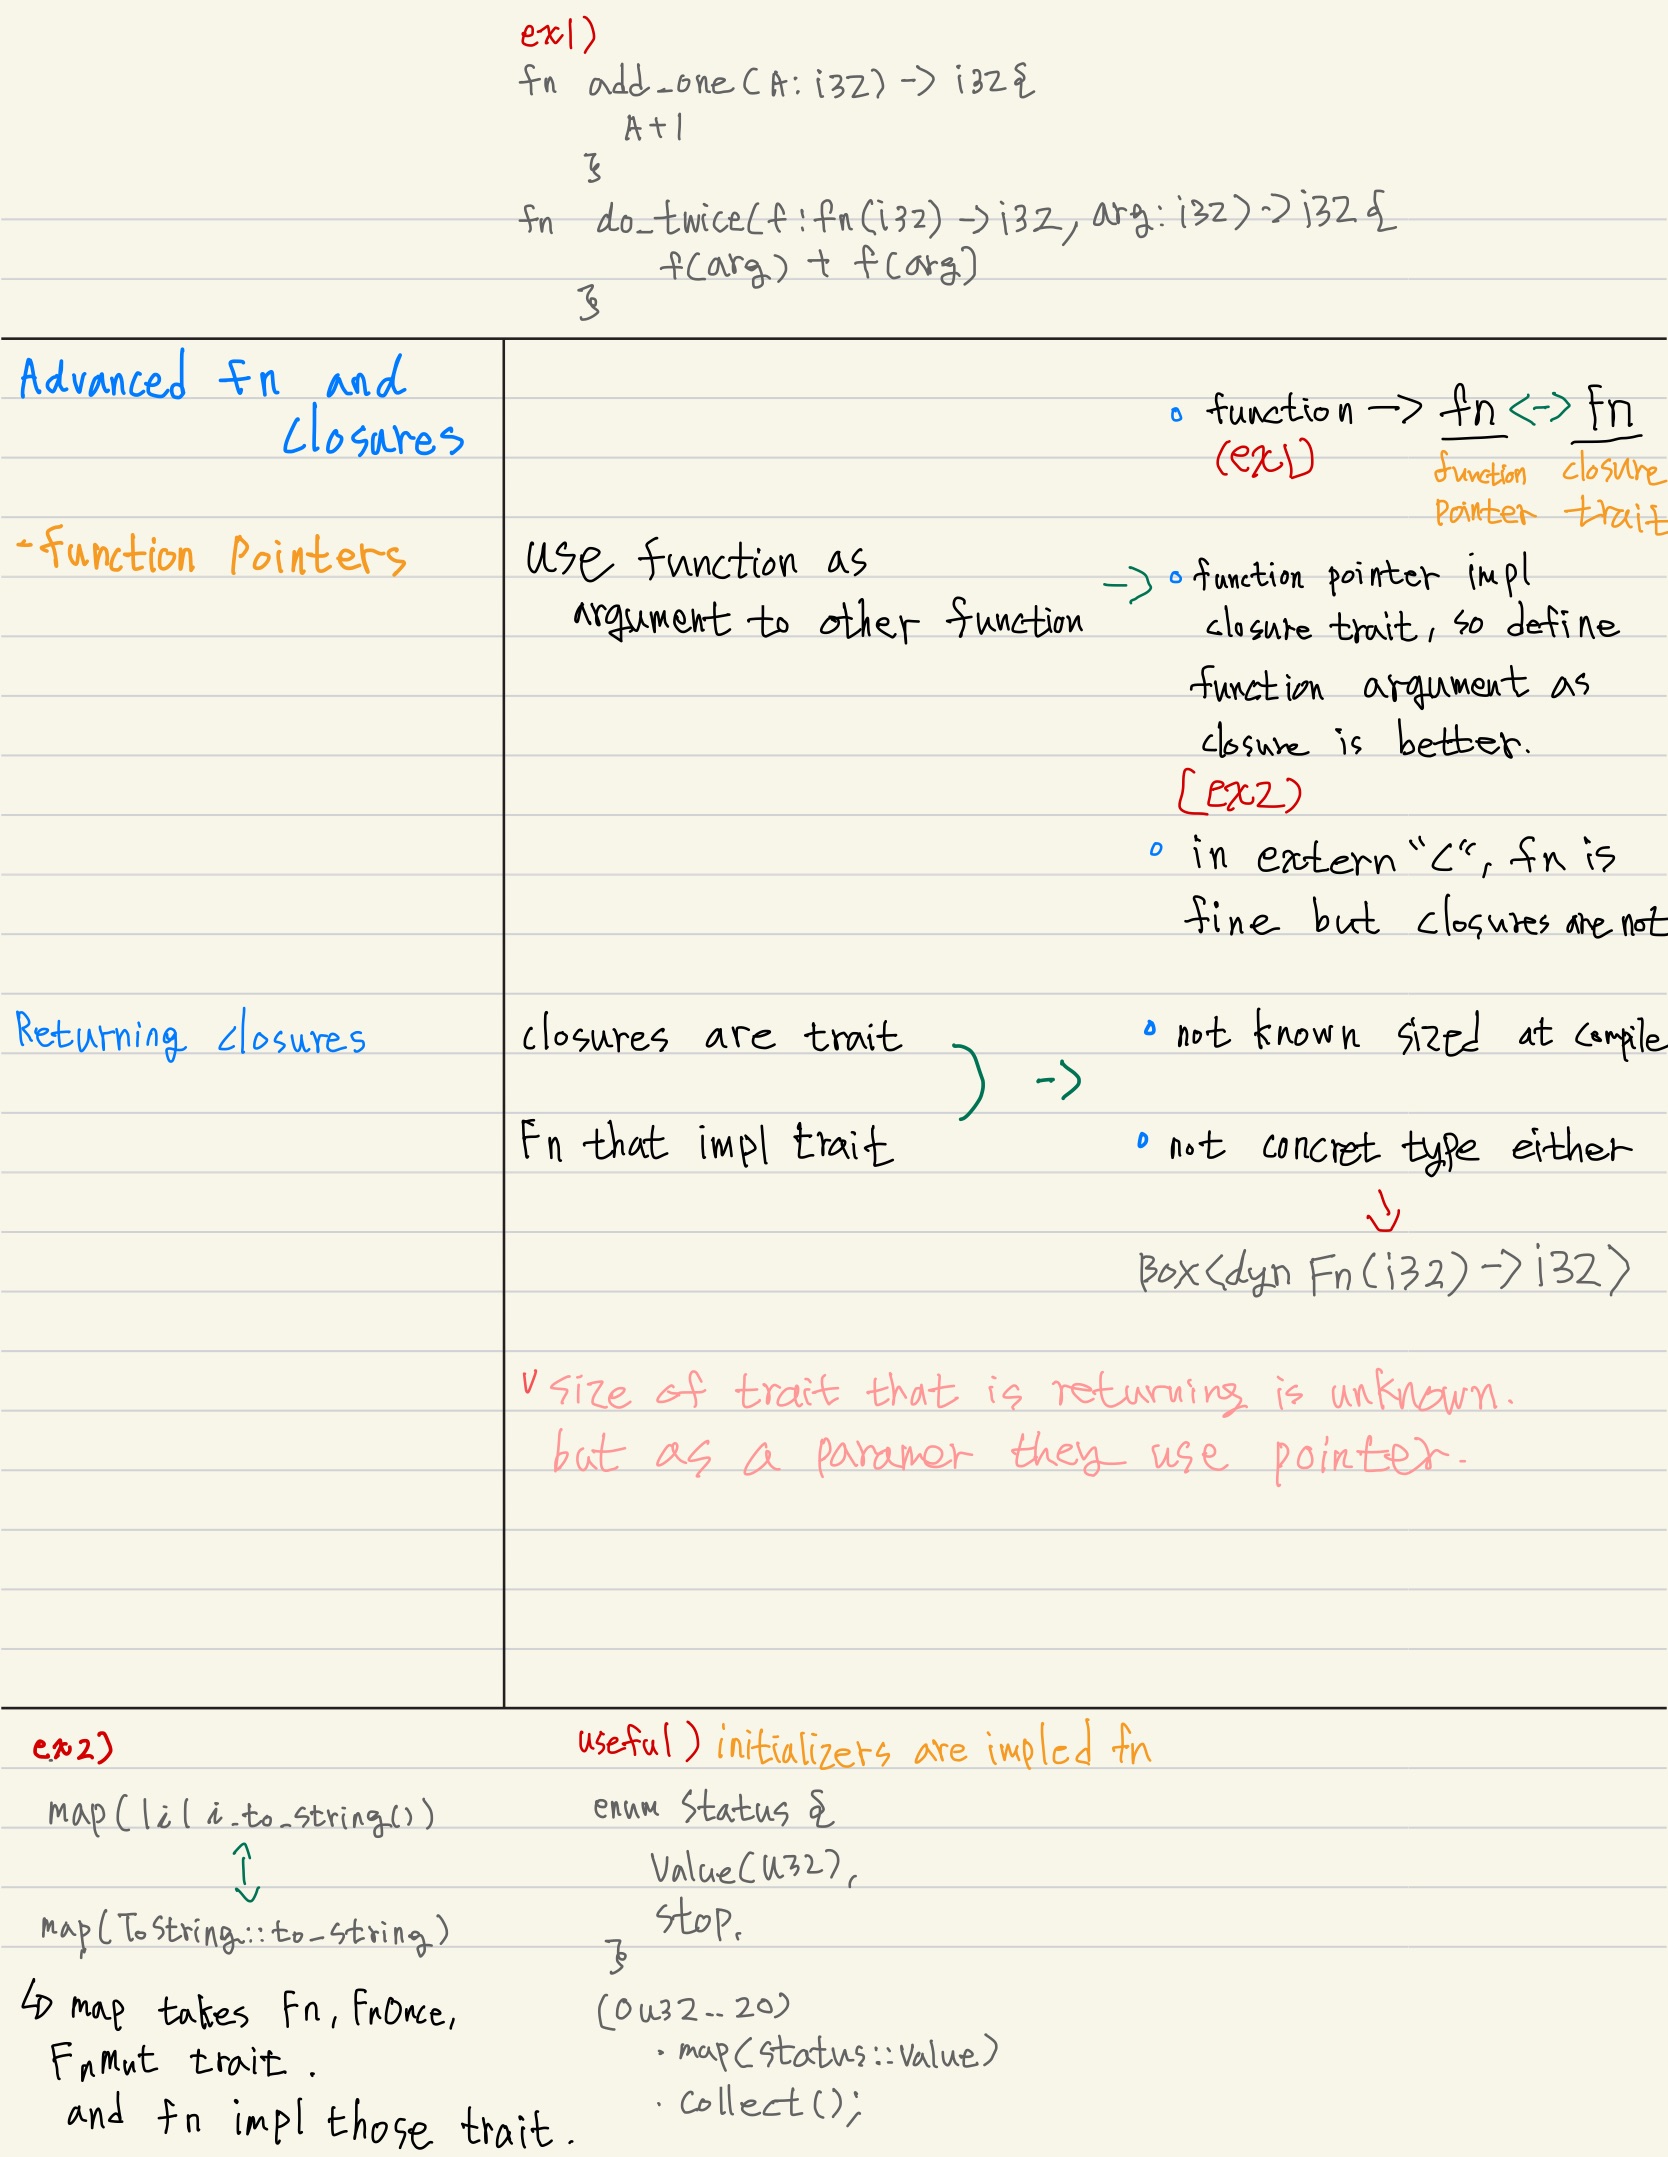 ex1)
fn add_one(A: i32) -> i32{
A+1
}
fn do_twice(f: fn(i32) -> i32, arg: i32) -> i32{
f(arg) + f(arg)
}
Advanced fn and
closures
• function -> fn <-> Fn
(ex1)
function closure
pointer trait
-function Pointers
use function as
argument to other function
-> • function pointer impl
closure trait, so define
function argument as
closure is better.
[ex2)
• in extern "C", fn is
fine but closures are not
Returning closures
closures are trait
Fn that impl trait
->
• not known sized at compile
• not concret type either
↓
Box<dyn Fn(i32) -> i32>
v size of trait that is returning is unknown.
but as a paramer they use pointer.
ex2)
map(|i| i.to_string())
↕
map(ToString::to_string)
↳ map takes Fn, FnOnce,
FnMut trait.
and fn impl those trait.
useful) initializers are impled fn
enum Status {
Value(u32),
stop,
}
(0u32..20)
.map(status::value)
.collect();